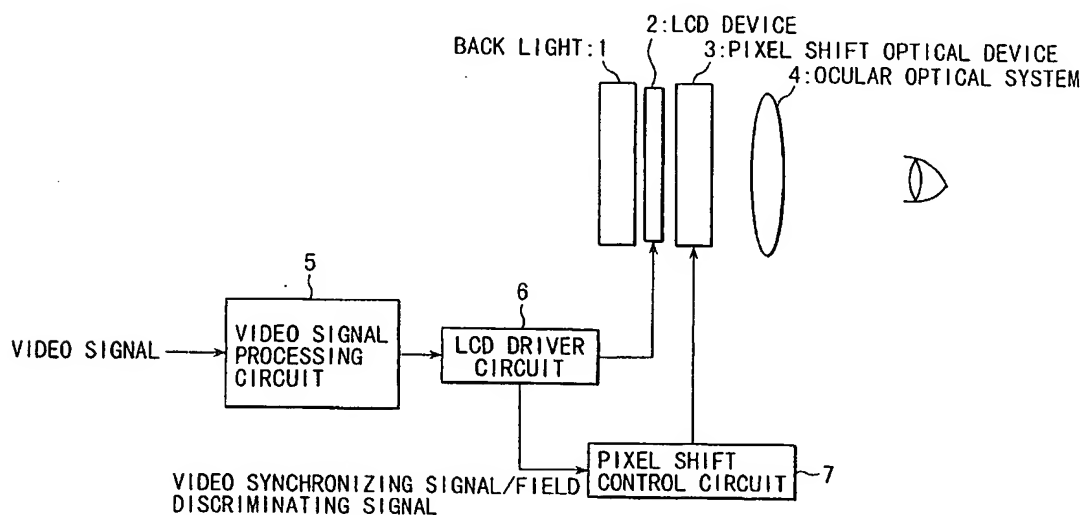 2:LCD DEVICE
BACK LIGHT:1
3:PIXEL SHIFT OPTICAL DEVICE
4:OCULAR OPTICAL SYSTEM
5
6
VIDEO SIGNAL
VIDEO SIGNAL
PROCESSING
CIRCUIT
LCD DRIVER
CIRCUIT
PIXEL SHIFT
CONTROL CIRCUIT
7
VIDEO SYNCHRONIZING SIGNAL/FIELD
DISCRIMINATING SIGNAL